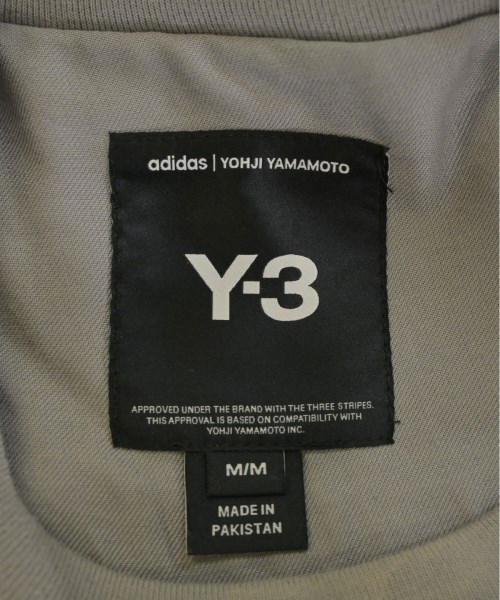 adidas | YOHJI YAMAMOTO
Y-3
APPROVED UNDER THE BRAND WITH THE THREE STRIPES.
THIS APPROVAL IS BASED ON COMPATIBILITY WITH
YOHJI YAMAMOTO INC.
M/M
MADE IN
PAKISTAN